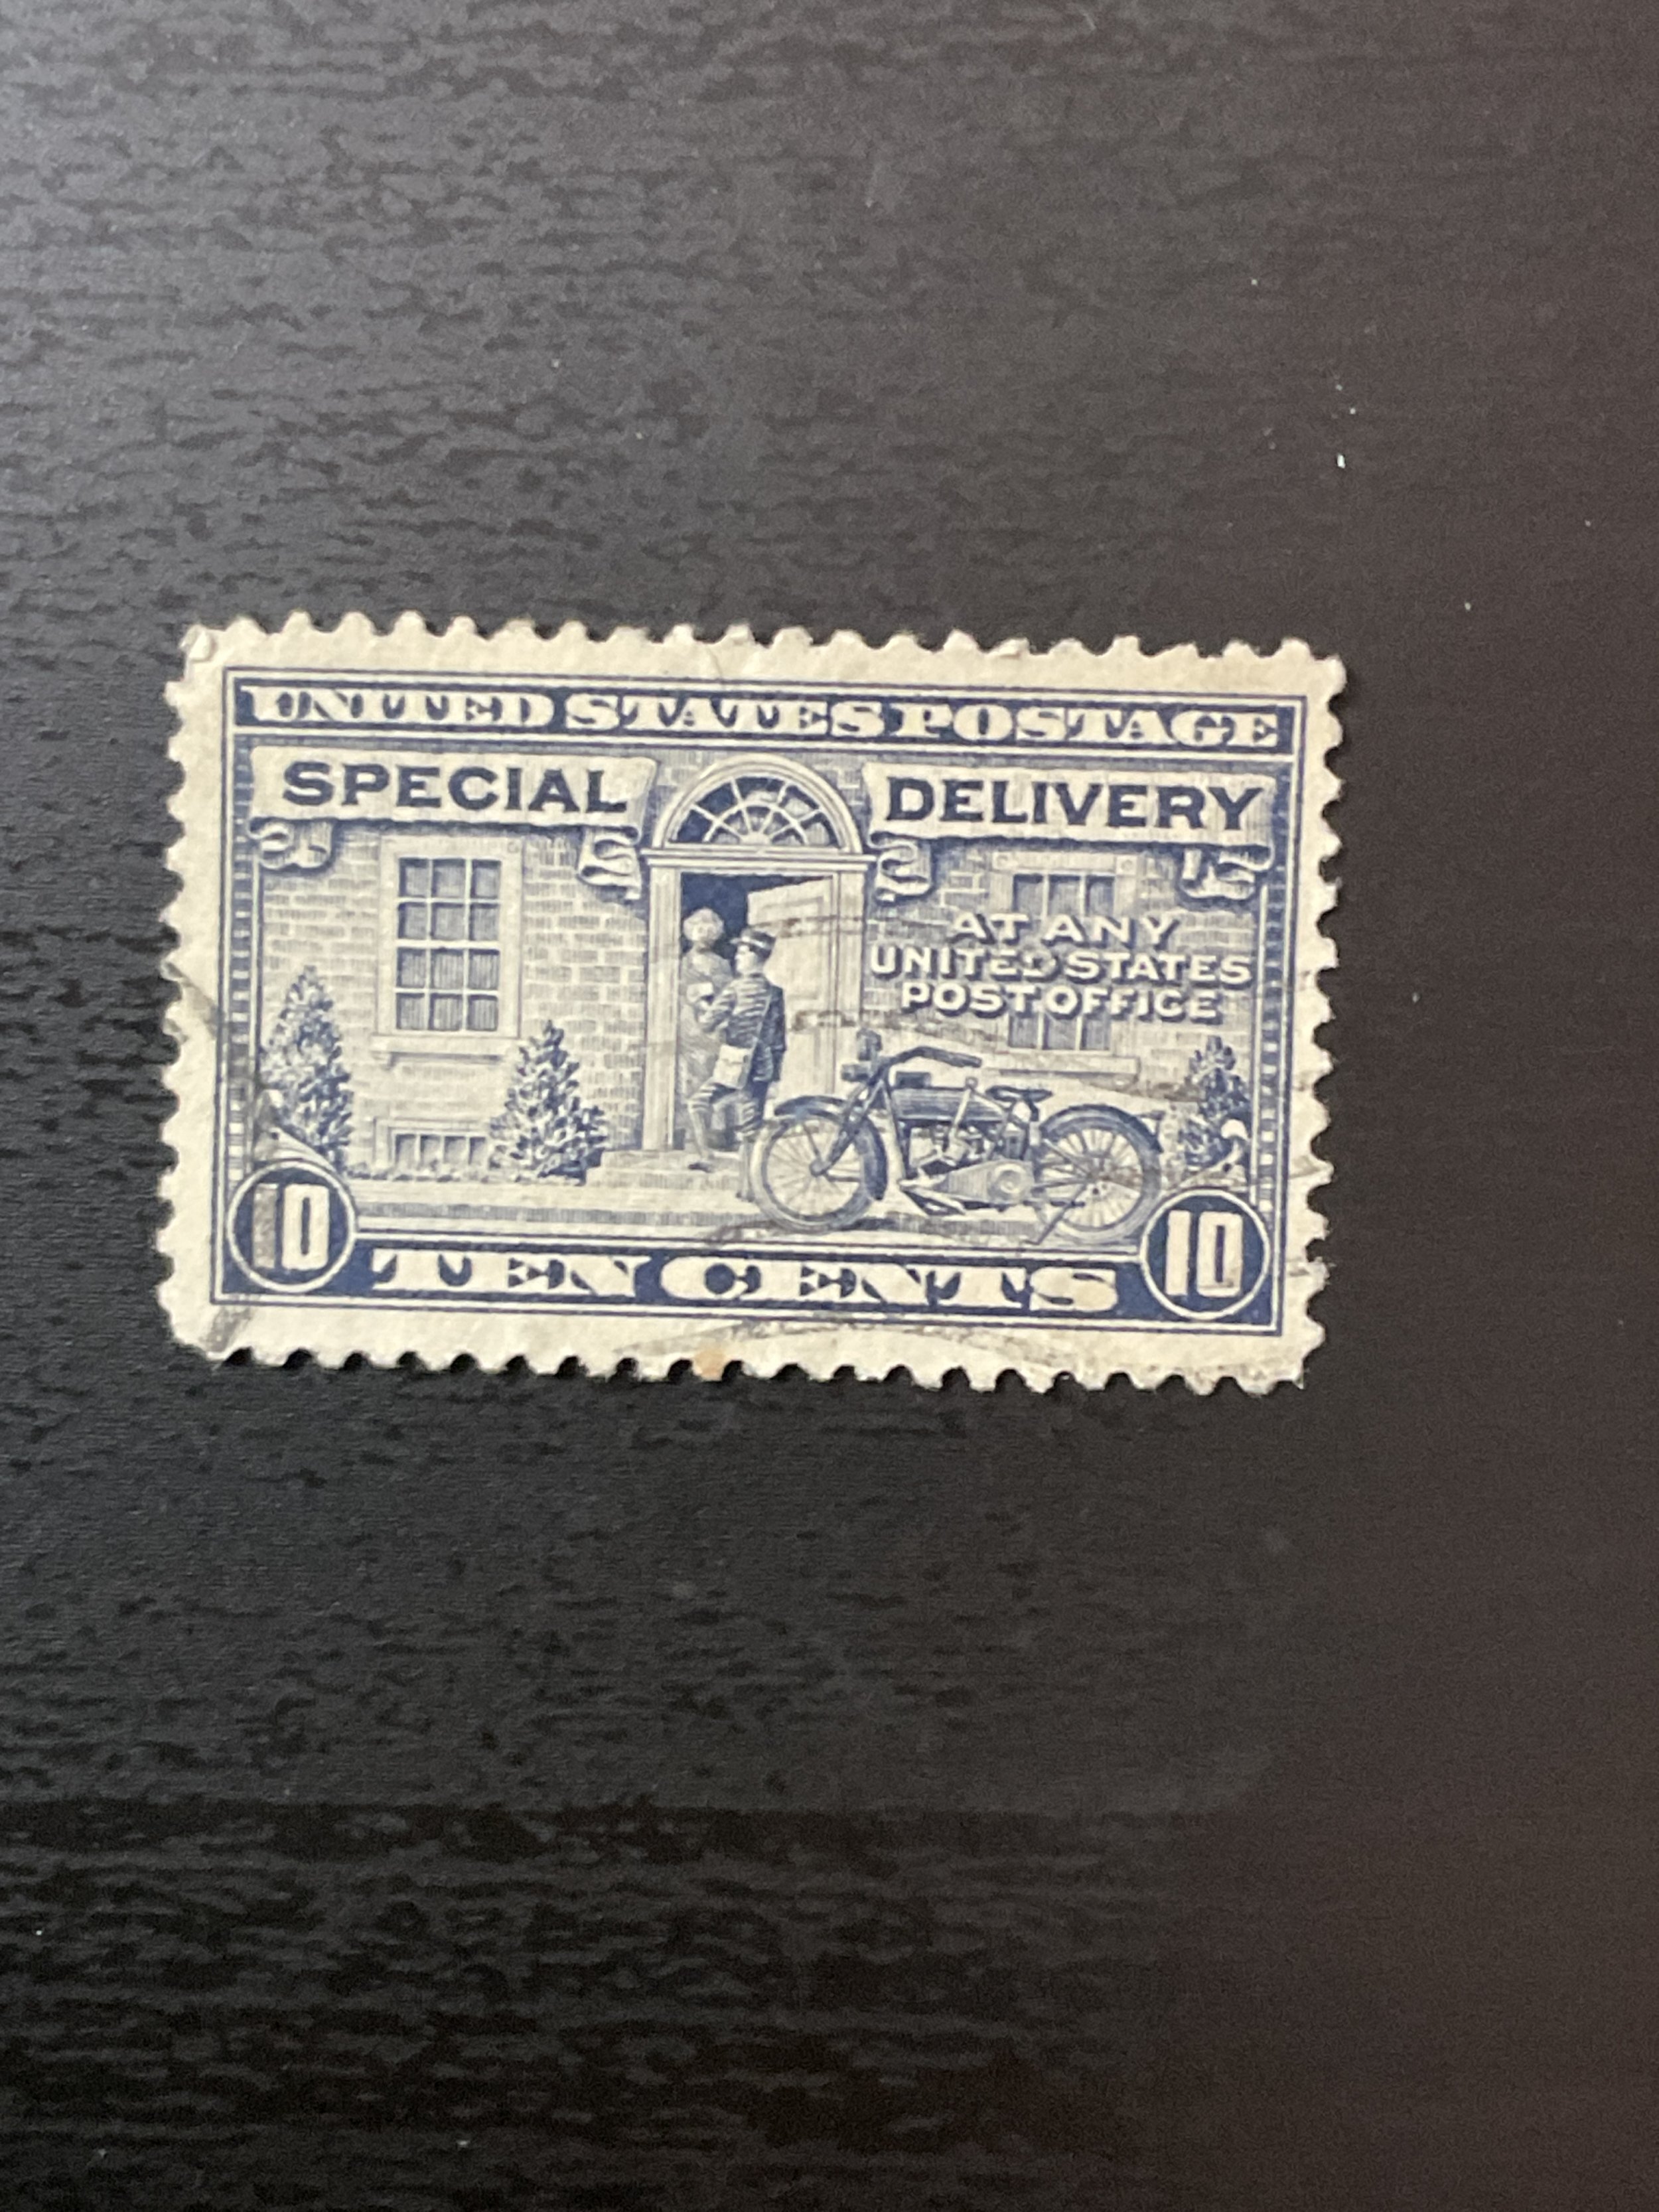 UNITED STATES POSTAGE
SPECIAL DELIVERY
AT ANY
UNITED STATES
POST OFFICE
10 TEN CENTS 10